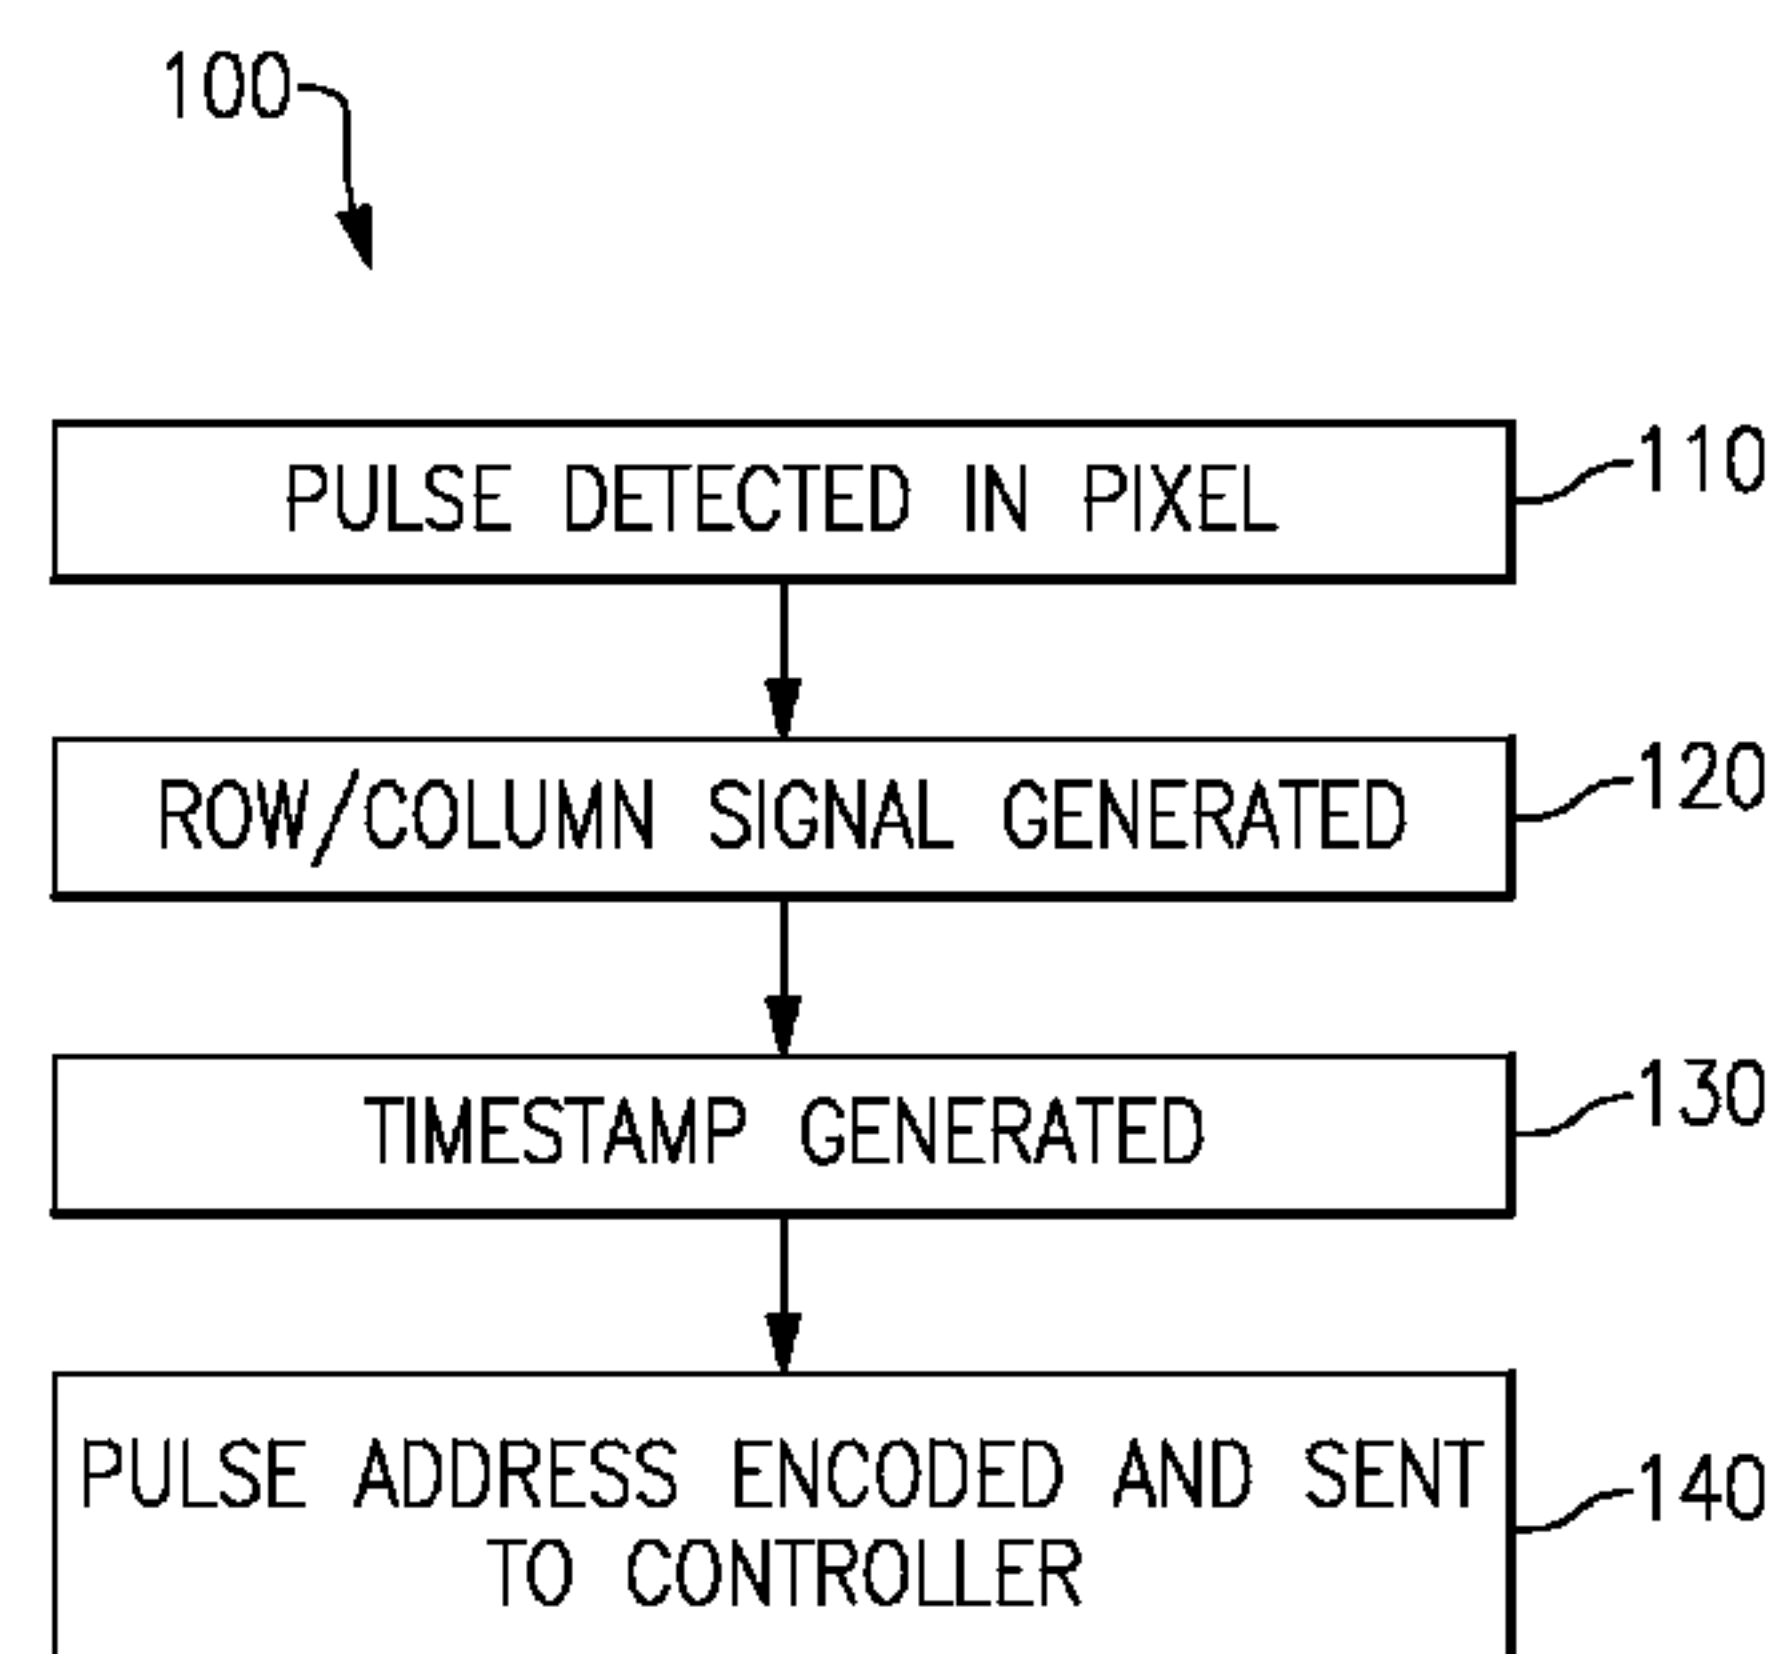 100
PULSE DETECTED IN PIXEL
110
ROW/COLUMN SIGNAL GENERATED
120
TIMESTAMP GENERATED
130
PULSE ADDRESS ENCODED AND SENT
TO CONTROLLER
140